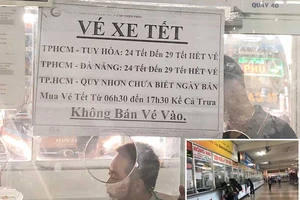 QUẦY 40
VÉ XE TẾT
TPHCM - TUY HÒA: 24 Tết Đến 29 Tết HẾT VÉ
TPHCM - ĐÀ NẴNG: 24 Tết Đến 29 Tết HẾT VÉ
TP.HCM - QUY NHƠN CHƯA BIẾT NGÀY BÁN
Mua Vé Tết Từ 06h30 đến 17h30 Kể Cả Trưa
Không Bán Vé Vào.